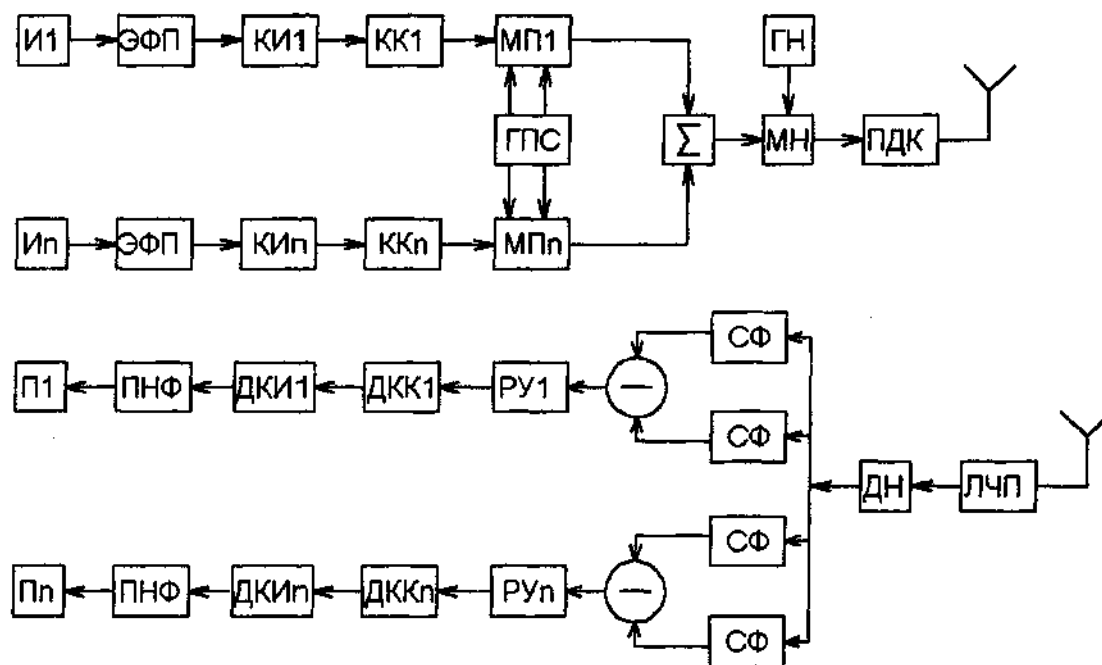 И1 ЭФП КИ1 КК1 МП1 ГН
ГПС Σ МН ПДК
Иn ЭФП КИn ККn МПn
СФ
П1 ПНФ ДКИ1 ДКК1 РУ1 —
СФ
ДН ЛЧП
СФ
Пn ПНФ ДКИn ДККn РУn —
СФ